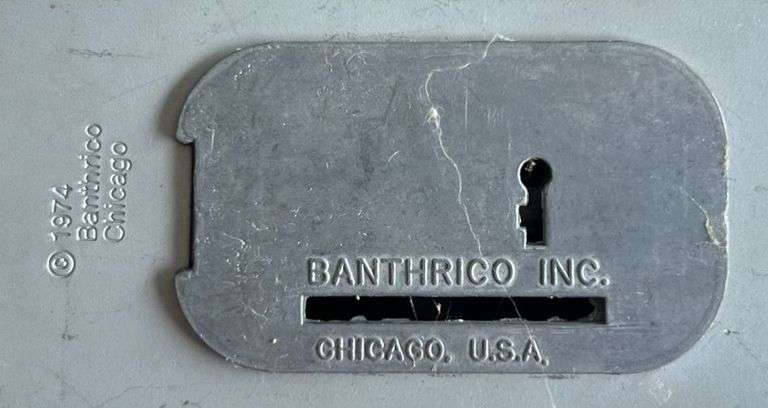 © 1974
Banthrico
Chicago
BANTHRICO INC.
CHICAGO, U.S.A.